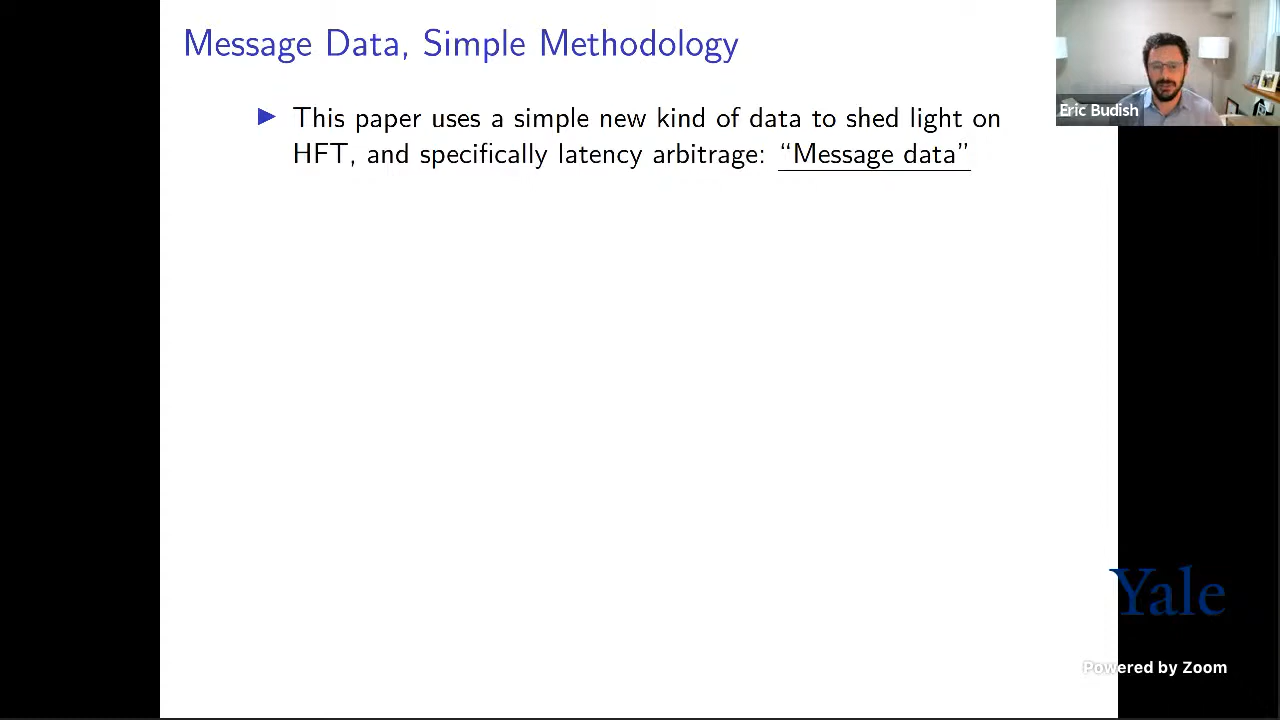 Message Data, Simple Methodology
This paper uses a simple new kind of data to shed light on
HFT, and specifically latency arbitrage: “Message data”
Eric Budish
Yale
Powered by Zoom